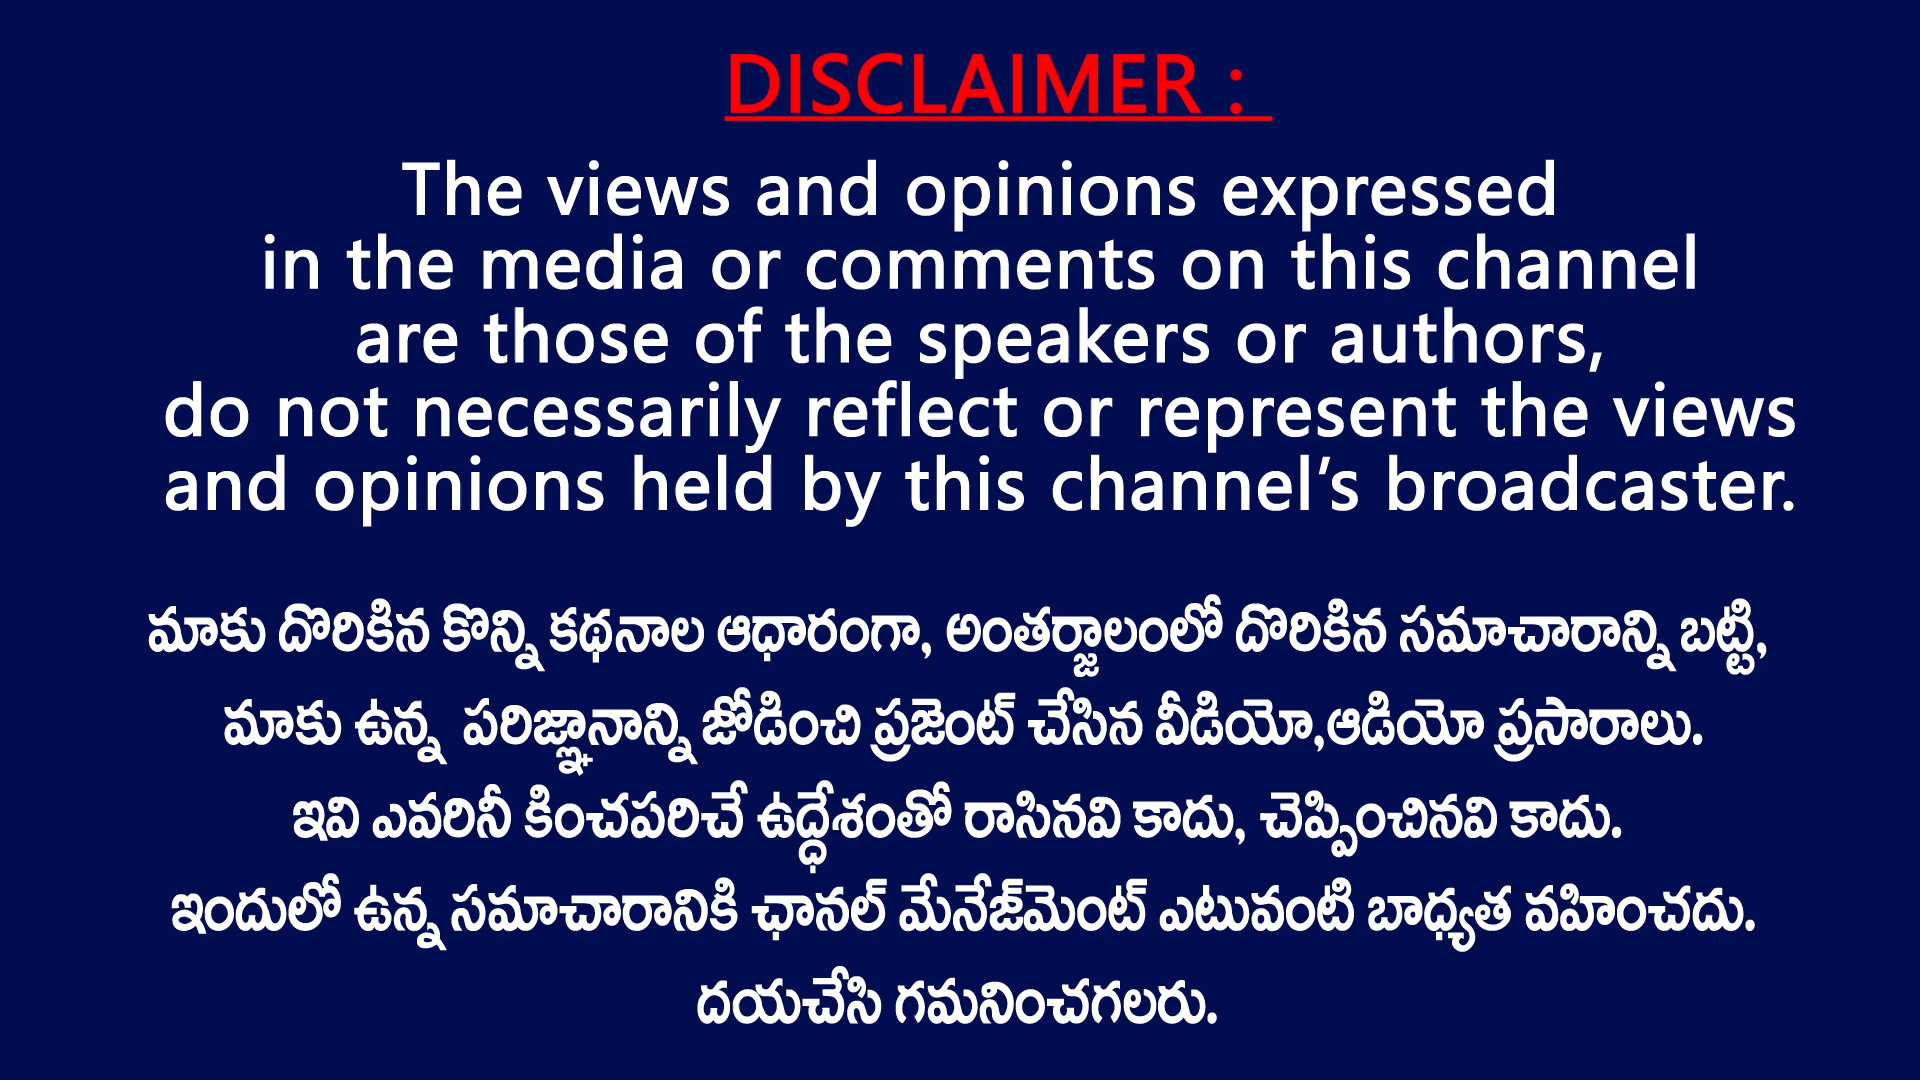 DISCLAIMER :
The views and opinions expressed
in the media or comments on this channel
are those of the speakers or authors,
do not necessarily reflect or represent the views
and opinions held by this channel’s broadcaster.
మాకు దొరికిన కొన్ని కథనాల ఆధారంగా, అంతర్జాలంలో దొరికిన సమాచారాన్ని బట్టి,
మాకు ఉన్న పరిజ్ఞానాన్ని జోడించి ప్రజెంట్ చేసిన వీడియో,ఆడియో ప్రసారాలు.
ఇవి ఎవరినీ కించపరిచే ఉద్ధేశంతో రాసినవి కాదు, చెప్పించినవి కాదు.
ఇందులో ఉన్న సమాచారానికి ఛానల్ మేనేజ్‌మెంట్ ఎటువంటి బాధ్యత వహించదు.
దయచేసి గమనించగలరు.